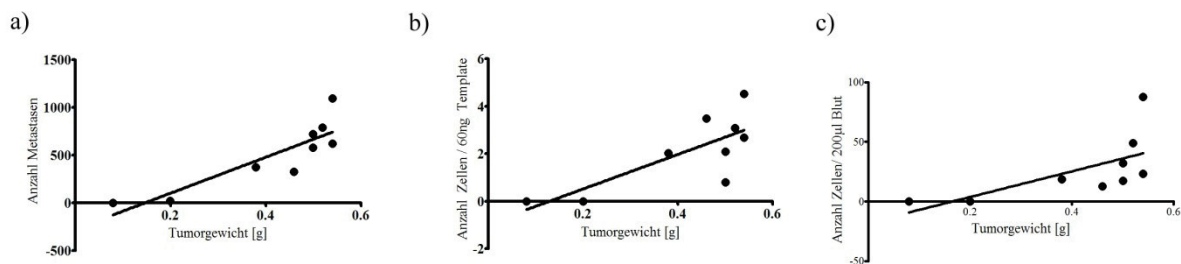 a)
Anzahl Metastasen
1500
1000
500
0
-500
0.2
0.4
0.6
Tumorgewicht [g]
b)
Anzahl Zellen / 60ng Template
6
4
2
0
-2
0.2
0.4
0.6
Tumorgewicht [g]
c)
Anzahl Zellen/ 200µl Blut
100
50
0
-50
0.2
0.4
0.6
Tumorgewicht [g]